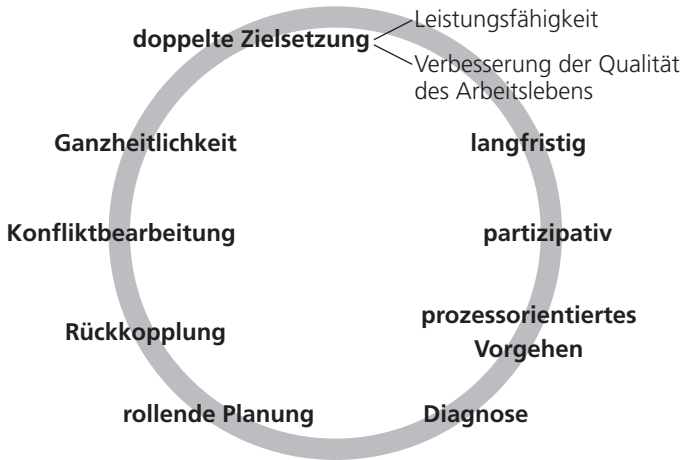 doppelte Zielsetzung
Leistungsfähigkeit
Verbesserung der Qualität
des Arbeitslebens
Ganzheitlichkeit
langfristig
Konfliktbearbeitung
partizipativ
Rückkopplung
prozessorientiertes
Vorgehen
rollende Planung
Diagnose